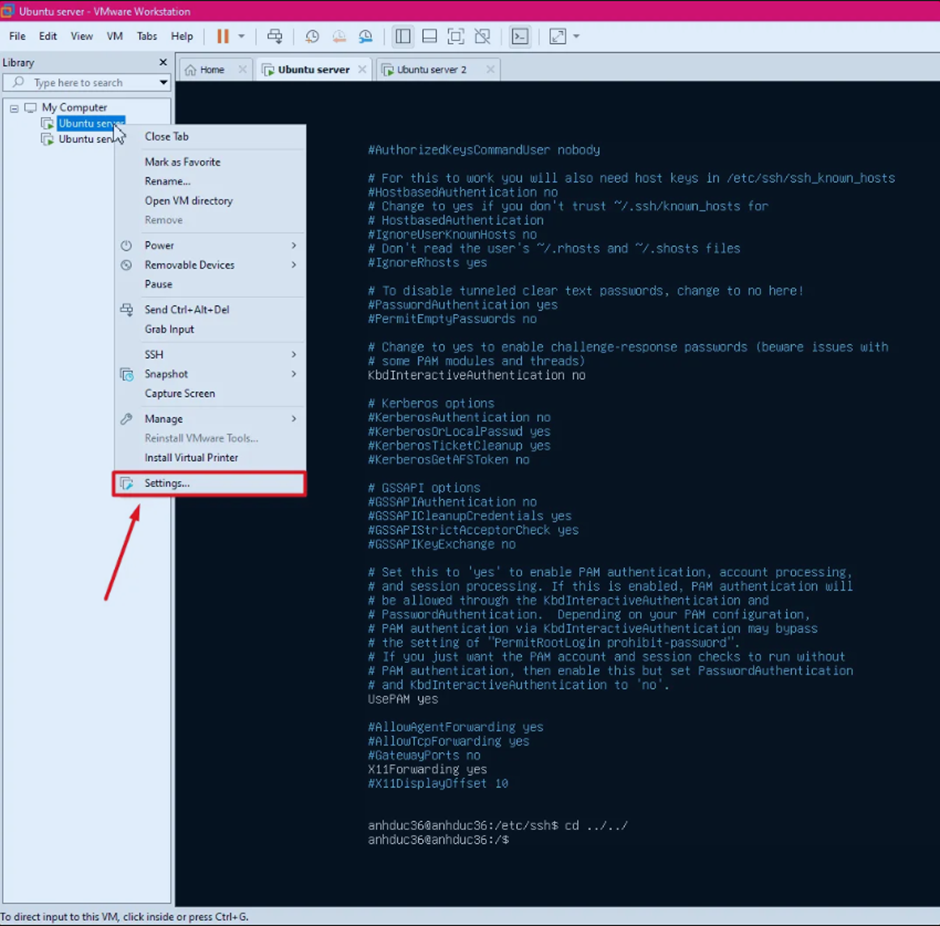 Ubuntu server - VMware Workstation
File Edit View VM Tabs Help
Library
Type here to search
Home
Ubuntu server
Ubuntu server 2
My Computer
Ubuntu server
Ubuntu serv
Close Tab
Mark as Favorite
Rename...
Open VM directory
Remove
Power
Removable Devices
Pause
Send Ctrl+Alt+Del
Grab Input
SSH
Snapshot
Capture Screen
Manage
Reinstall VMware Tools...
Install Virtual Printer
Settings...
#AuthorizedKeysCommandUser nobody
# For this to work you will also need host keys in /etc/ssh/ssh_known_hosts
#HostbasedAuthentication no
# Change to yes if you don't trust ~/.ssh/known_hosts for
# HostbasedAuthentication
#IgnoreUserKnownHosts no
# Don't read the user's ~/.rhosts and ~/.shosts files
#IgnoreRhosts yes
# To disable tunneled clear text passwords, change to no here!
#PasswordAuthentication yes
#PermitEmptyPasswords no
# Change to yes to enable challenge-response passwords (beware issues with
# some PAM modules and threads)
KbdInteractiveAuthentication no
# Kerberos options
#KerberosAuthentication no
#KerberosOrLocalPasswd yes
#KerberosTicketCleanup yes
#KerberosGetAFSToken no
# GSSAPI options
#GSSAPIAuthentication no
#GSSAPICleanupCredentials yes
#GSSAPIStrictAcceptorCheck yes
#GSSAPIKeyExchange no
# Set this to 'yes' to enable PAM authentication, account processing,
# and session processing. If this is enabled, PAM authentication will
# be allowed through the KbdInteractiveAuthentication and
# PasswordAuthentication.  Depending on your PAM configuration,
# PAM authentication via KbdInteractiveAuthentication may bypass
# the setting of "PermitRootLogin prohibit-password".
# If you just want the PAM account and session checks to run without
# PAM authentication, then enable this but set PasswordAuthentication
# and KbdInteractiveAuthentication to 'no'.
UsePAM yes
#AllowAgentForwarding yes
#AllowTcpForwarding yes
#GatewayPorts no
X11Forwarding yes
#X11DisplayOffset 10
anhduc36@anhduc36:/etc/ssh$ cd ../../
anhduc36@anhduc36:/$
To direct input to this VM, click inside or press Ctrl+G.